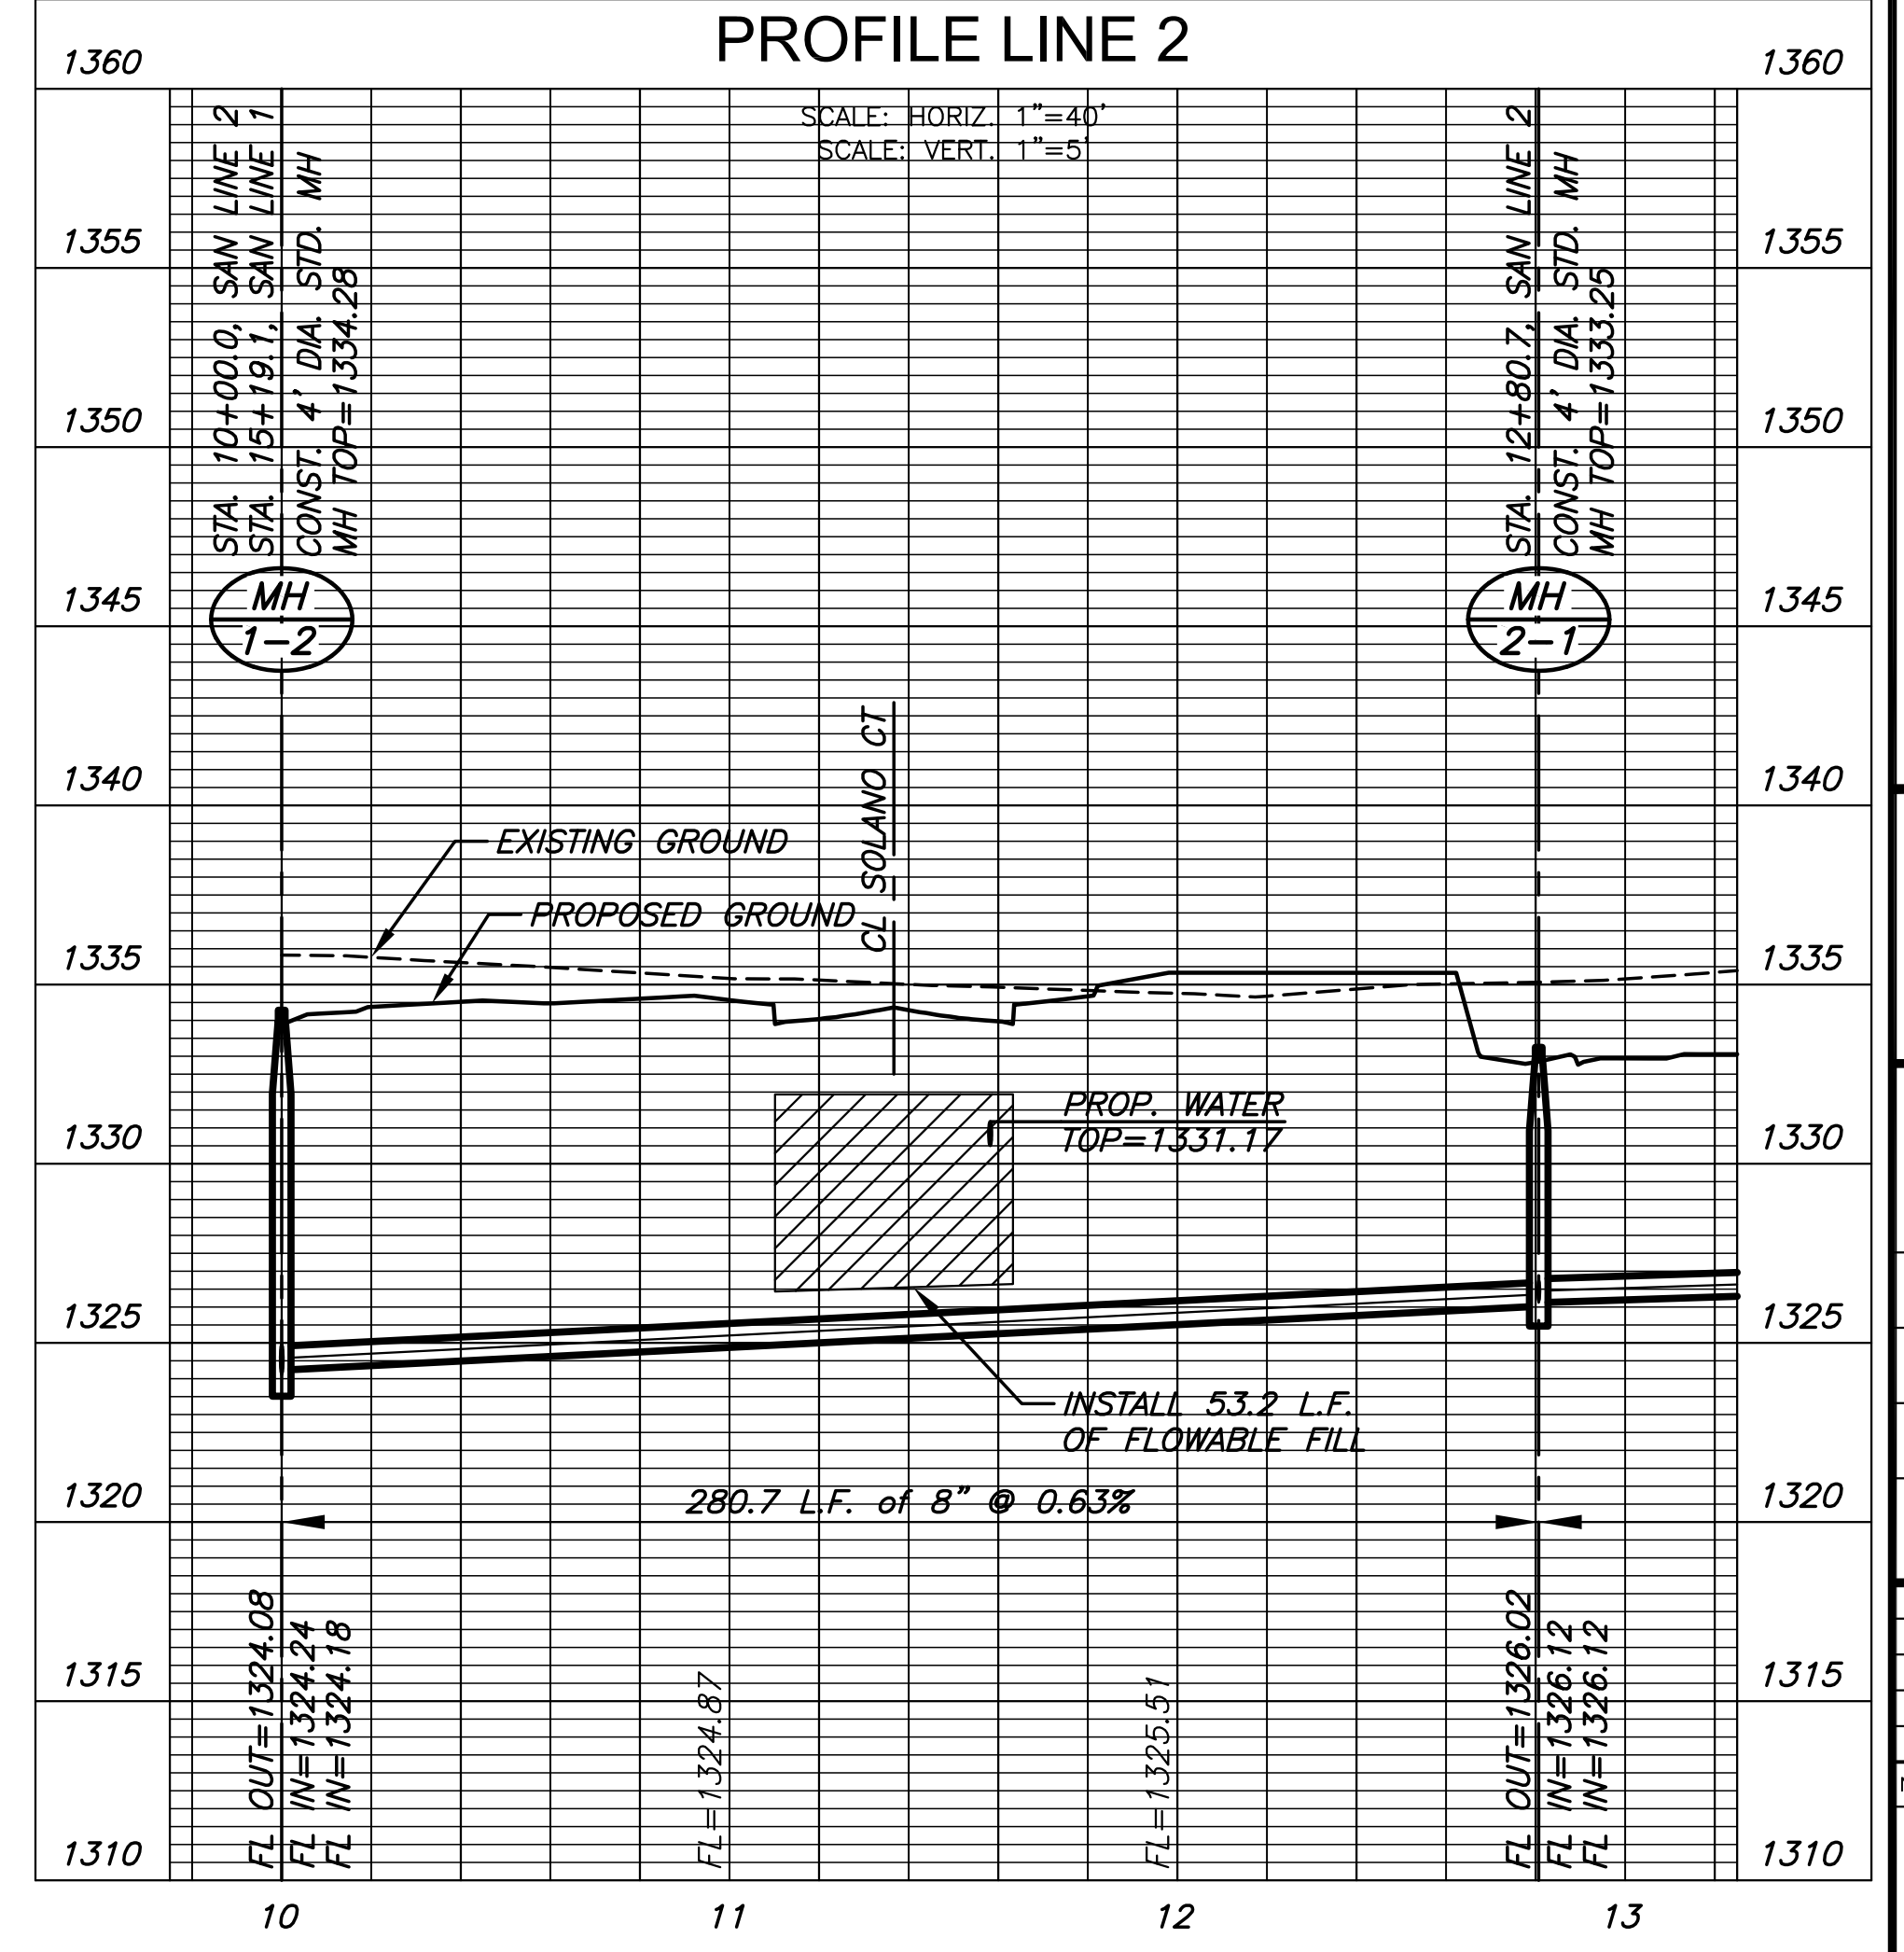 PROFILE LINE 2
SCALE: HORIZ. 1"=40'
SCALE: VERT. 1"=5'
1360
1360
1355
1355
1350
1350
1345
1345
1340
1340
1335
1335
1330
1330
1325
1325
1320
1320
1315
1315
1310
1310
STA. 10+00.0, SAN LINE 2
STA. 15+19.1, SAN LINE 1
CONST. 4' DIA. STD. MH
MH TOP=1334.28
MH
1-2
STA. 12+80.7, SAN LINE 2
CONST. 4' DIA. STD. MH
MH TOP=1333.25
MH
2-1
CL SOLANO CT
EXISTING GROUND
PROPOSED GROUND
PROP. WATER
TOP=1331.17
INSTALL 53.2 L.F.
OF FLOWABLE FILL
280.7 L.F. of 8" @ 0.63%
FL OUT=1324.08
FL IN=1324.24
FL IN=1324.18
FL=1324.87
FL=1325.51
FL OUT=1326.02
FL IN=1326.12
FL IN=1326.12
10
11
12
13